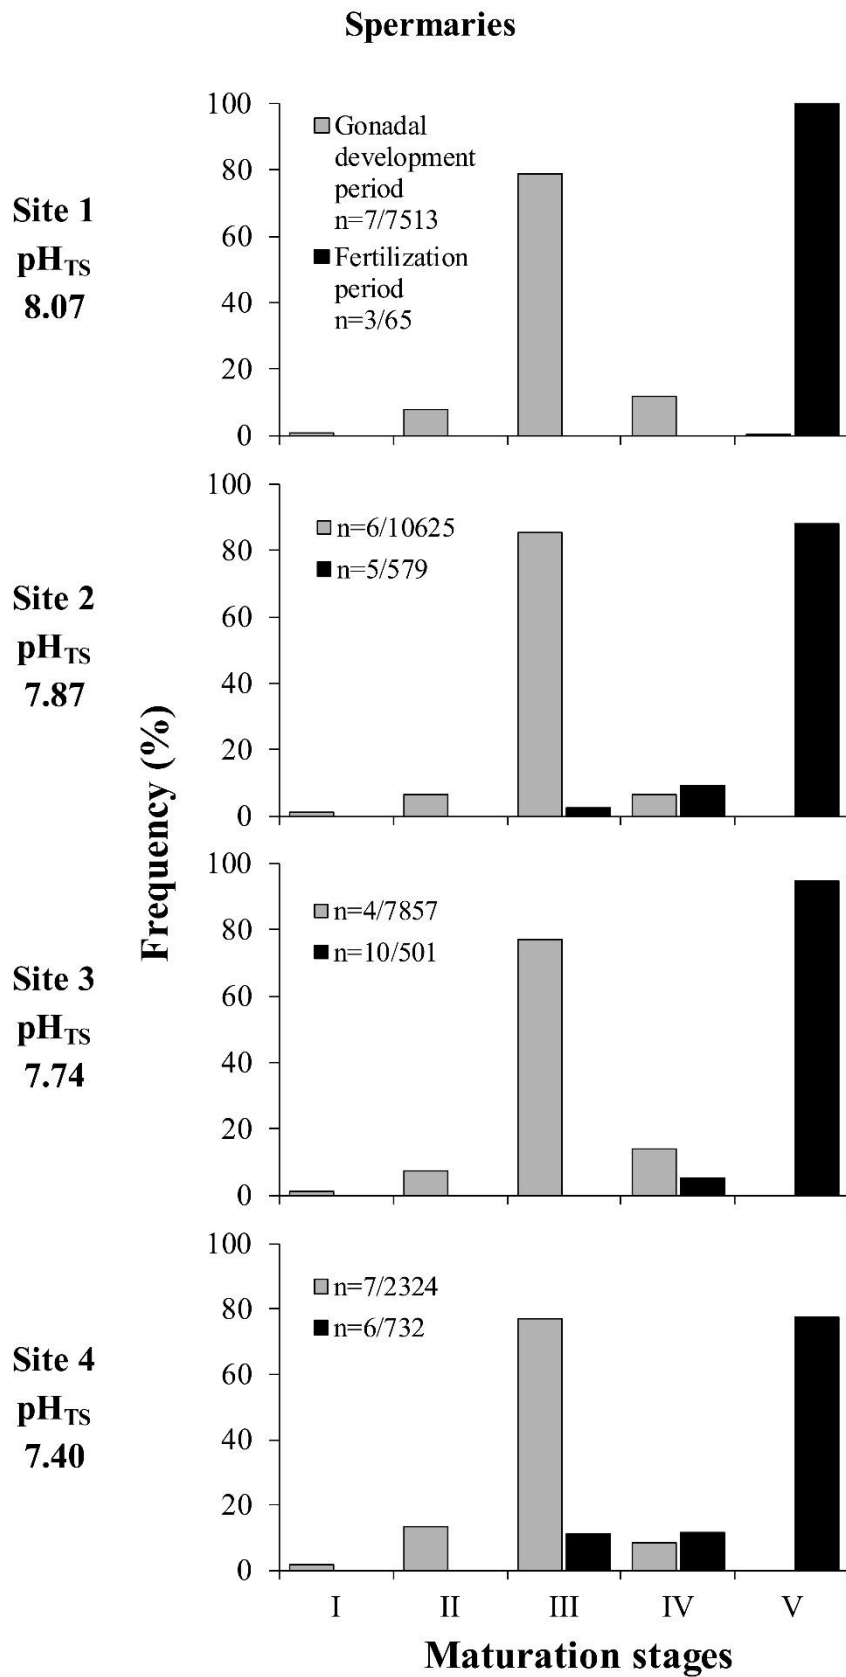 Spermaries
Site 1
pHTS
8.07
100
80
60
40
20
0
Gonadal
development
period
n=7/7513
Fertilization
period
n=3/65
Site 2
pHTS
7.87
100
80
60
40
20
0
n=6/10625
n=5/579
Frequency (%)
Site 3
pHTS
7.74
100
80
60
40
20
0
n=4/7857
n=10/501
Site 4
pHTS
7.40
100
80
60
40
20
0
n=7/2324
n=6/732
I II III IV V
Maturation stages